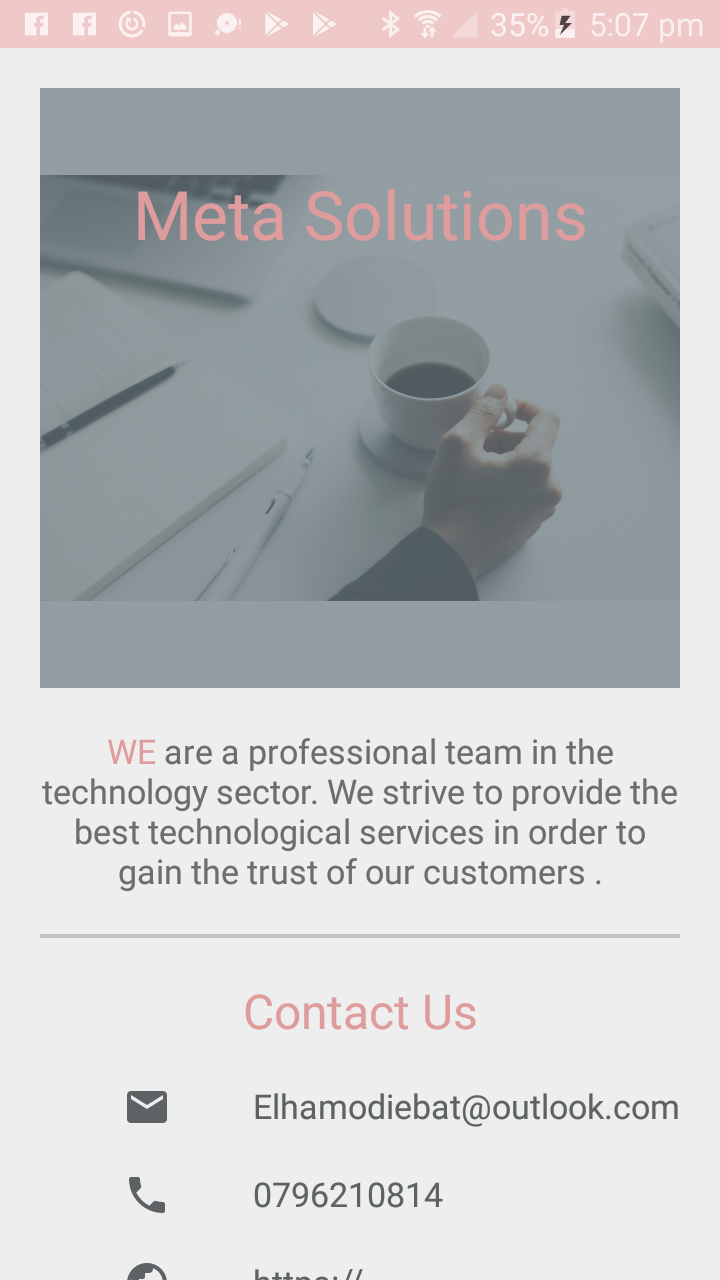 35% 5:07 pm
Meta Solutions
WE are a professional team in the
technology sector. We strive to provide the
best technological services in order to
gain the trust of our customers .
Contact Us
Elhamodiebat@outlook.com
0796210814
https://